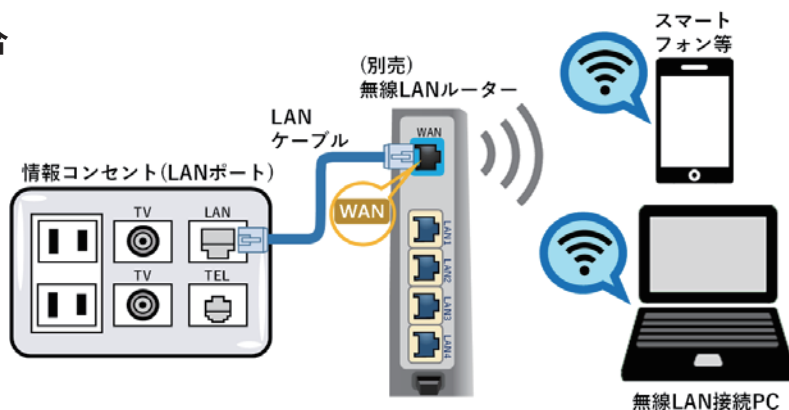 合
スマート
フォン等
(別売)
無線LANルーター
LAN
ケーブル
WAN
情報コンセント(LANポート)
WAN
TV
LAN
TV
TEL
LAN1
LAN2
LAN3
LAN4
無線LAN接続PC